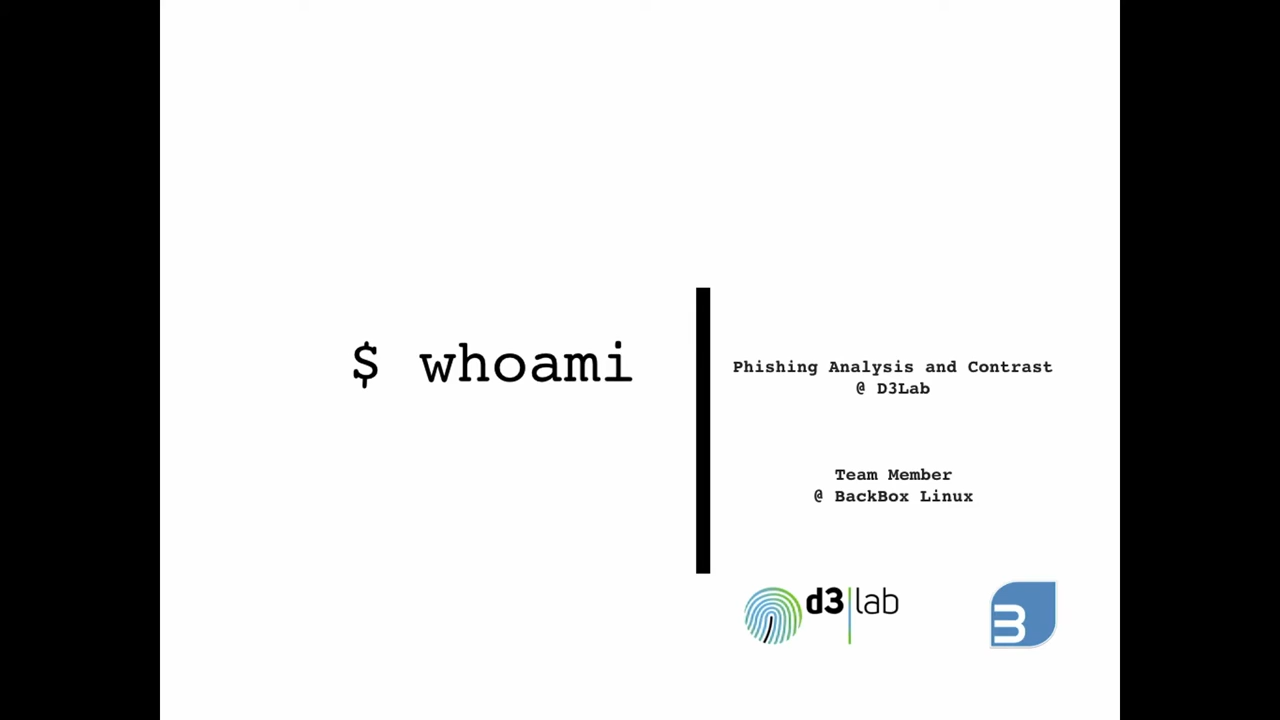 $ whoami
Phishing Analysis and Contrast
@ D3Lab
Team Member
@ BackBox Linux
d3|lab